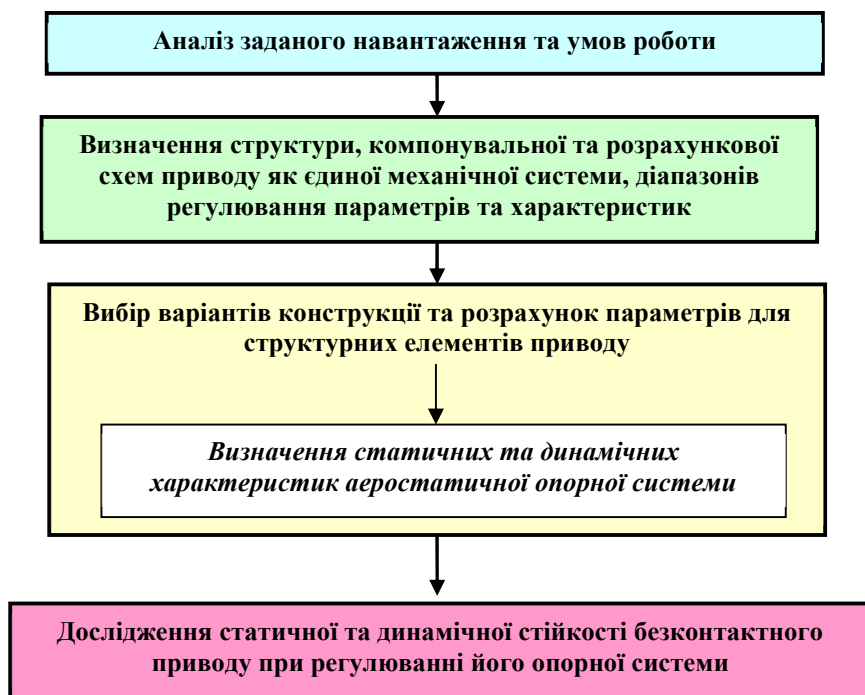 Аналіз заданого навантаження та умов роботи
Визначення структури, компонувальної та розрахункової
схем приводу як єдиної механічної системи, діапазонів
регулювання параметрів та характеристик
Вибір варіантів конструкції та розрахунок параметрів для
структурних елементів приводу
Визначення статичних та динамічних
характеристик аеростатичної опорної системи
Дослідження статичної та динамічної стійкості безконтактного
приводу при регулюванні його опорної системи